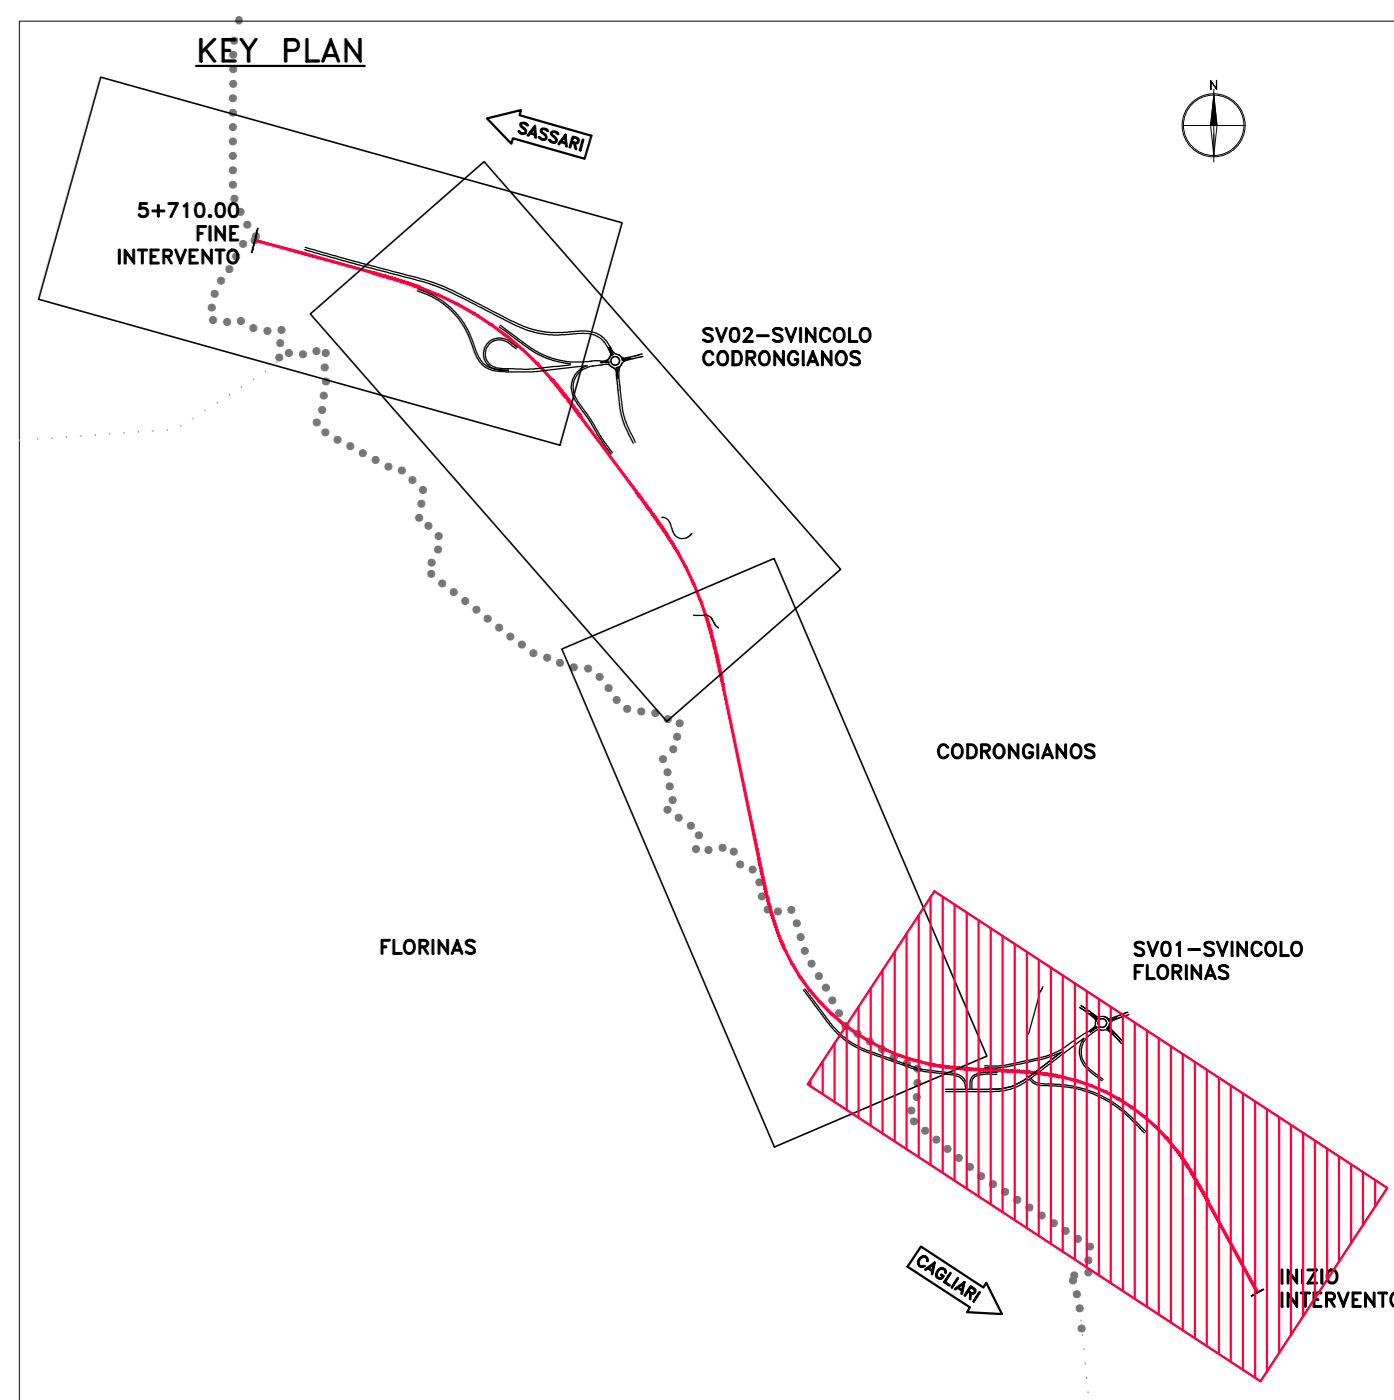 KEY PLAN
N
SASSARI
5+710.00
FINE
INTERVENTO
SV02-SVINCOLO
CODRONGIANOS
CODRONGIANOS
FLORINAS
SV01-SVINCOLO
FLORINAS
CAGLIARI
INIZIO
INTERVENTO